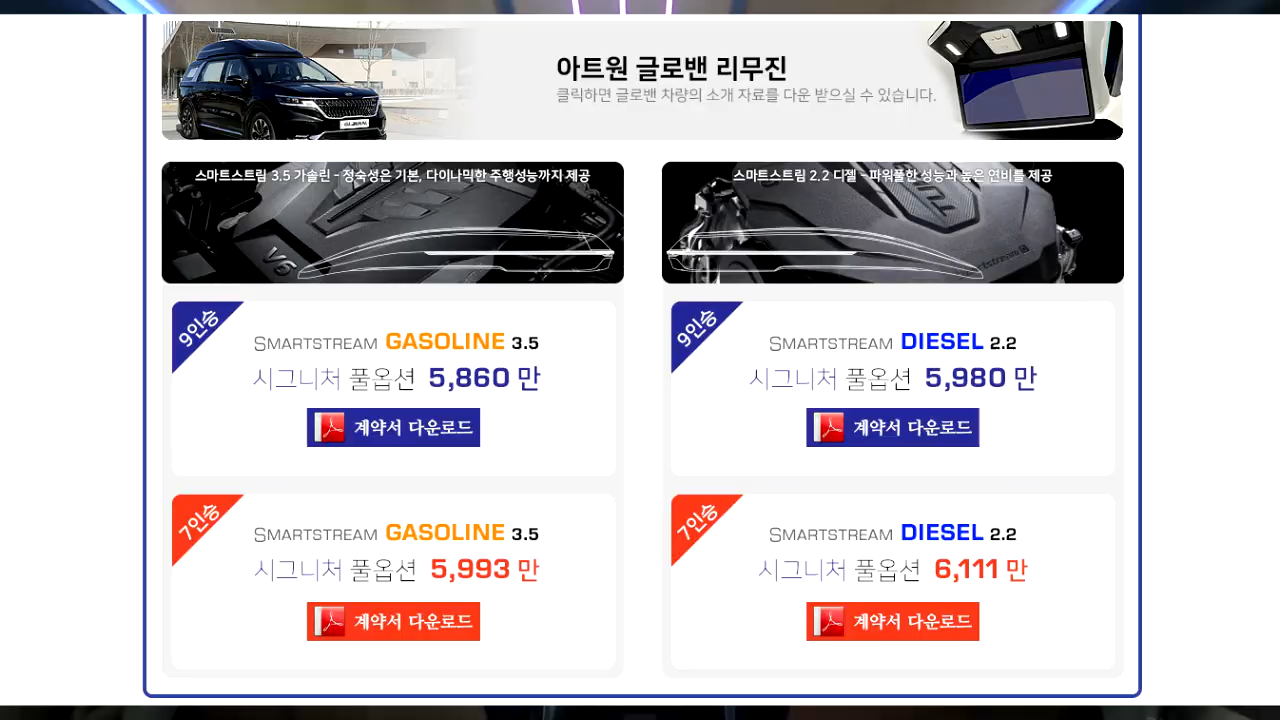 아트원 글로밴 리무진
클릭하면 글로밴 차량의 소개 자료를 다운 받으실 수 있습니다.
스마트스트림 3.5 가솔린 - 정숙성은 기본, 다이나믹한 주행성능까지 제공
V6
9인승
SMARTSTREAM GASOLINE 3.5
시그니처 풀옵션 5,860 만
계약서 다운로드
7인승
SMARTSTREAM GASOLINE 3.5
시그니처 풀옵션 5,993 만
계약서 다운로드
스마트스트림 2.2 디젤 - 파워풀한 성능과 높은 연비를 제공
9인승
SMARTSTREAM DIESEL 2.2
시그니처 풀옵션 5,980 만
계약서 다운로드
7인승
SMARTSTREAM DIESEL 2.2
시그니처 풀옵션 6,111 만
계약서 다운로드